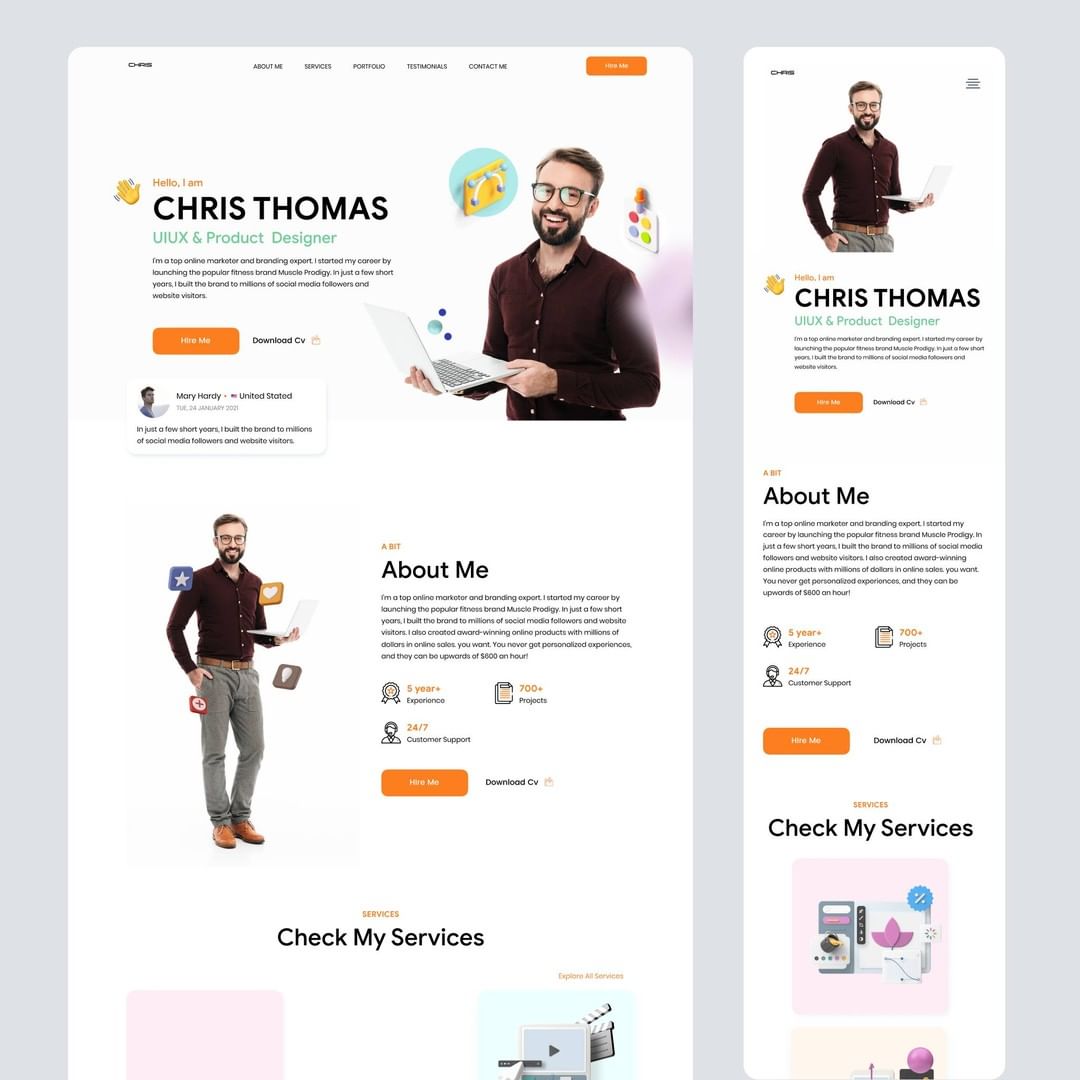 CHRIS
ABOUT ME
SERVICES
PORTFOLIO
TESTIMONIALS
CONTACT ME
Hire Me
Hello, I am
CHRIS THOMAS
UIUX & Product Designer
I'm a top online marketer and branding expert. I started my career by
launching the popular fitness brand Muscle Prodigy. In just a few short
years, I built the brand to millions of social media followers and
website visitors.
Hire Me
Download Cv
Mary Hardy • United Stated
TUE, 24 JANUARY 2021
In just a few short years, I built the brand to millions
of social media followers and website visitors.
A BIT
About Me
I'm a top online marketer and branding expert. I started my career by
launching the popular fitness brand Muscle Prodigy. In just a few short
years, I built the brand to millions of social media followers and website
visitors. I also created award-winning online products with millions of
dollars in online sales. you want. You never get personalized experiences,
and they can be upwards of $600 an hour!
5 year+
Experience
700+
Projects
24/7
Customer Support
Hire Me
Download Cv
SERVICES
Check My Services
Explore All Services
CHRIS
Hello, I am
CHRIS THOMAS
UIUX & Product Designer
I'm a top online marketer and branding expert. I started my career by
launching the popular fitness brand Muscle Prodigy. In just a few short
years, I built the brand to millions of social media followers and
website visitors.
Hire Me
Download Cv
A BIT
About Me
I'm a top online marketer and branding expert. I started my
career by launching the popular fitness brand Muscle Prodigy. In
just a few short years, I built the brand to millions of social media
followers and website visitors. I also created award-winning
online products with millions of dollars in online sales. you want.
You never get personalized experiences, and they can be
upwards of $600 an hour!
5 year+
Experience
700+
Projects
24/7
Customer Support
Hire Me
Download Cv
SERVICES
Check My Services